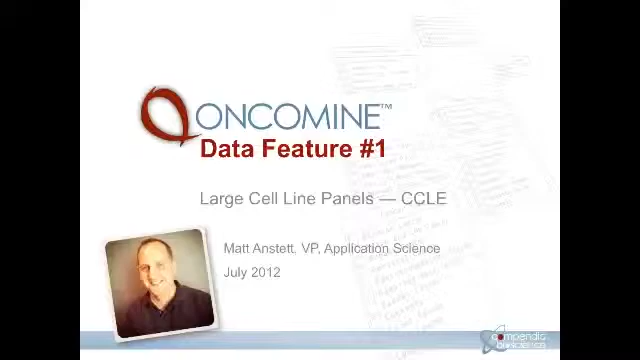 ONCOMINE™
Data Feature #1
Large Cell Line Panels — CCLE
Matt Anstett, VP, Application Science
July 2012
compendia
bioscience